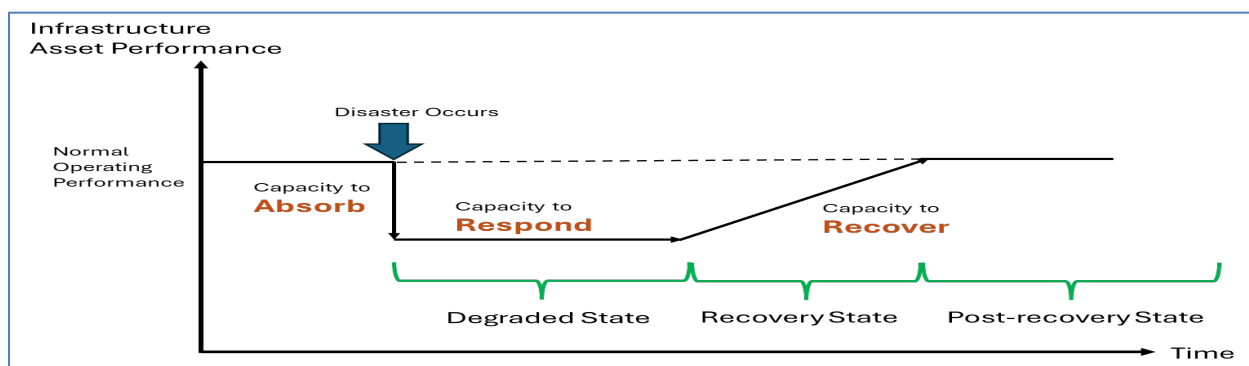 Infrastructure
Asset Performance
Disaster Occurs
Normal
Operating
Performance
Capacity to
Absorb
Capacity to
Respond
Capacity to
Recover
Degraded State
Recovery State
Post-recovery State
Time